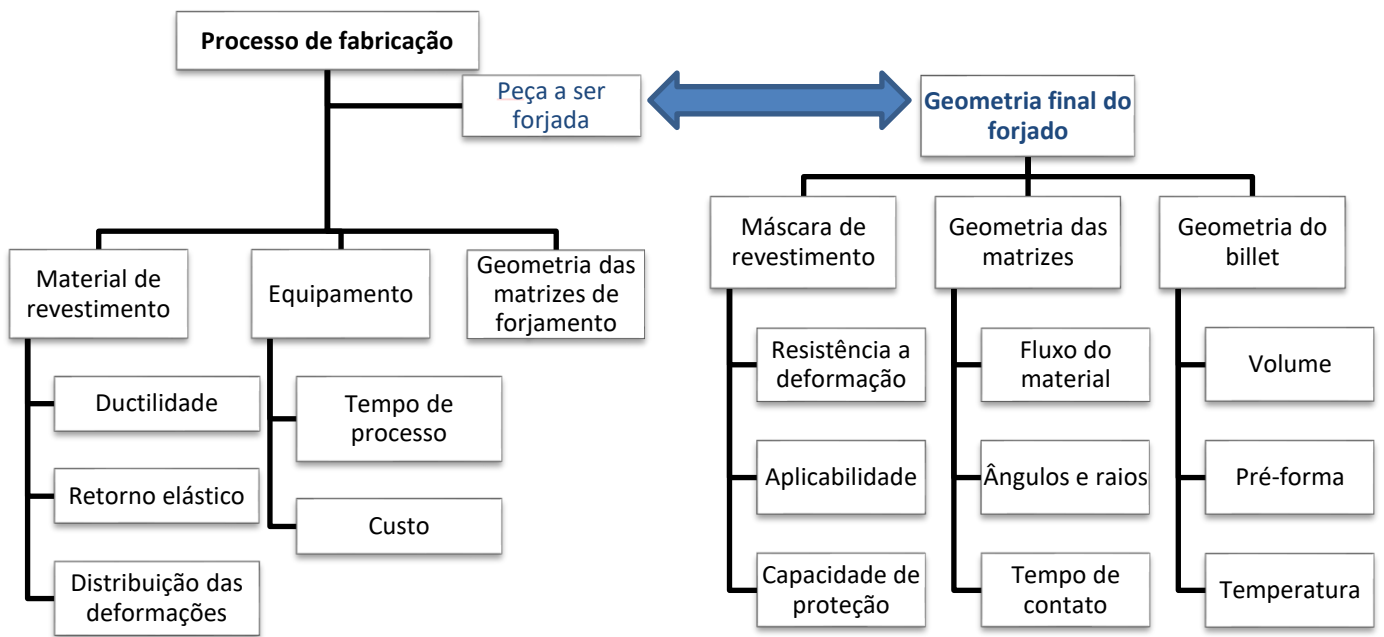 Processo de fabricação
Peça a ser
forjada
Material de
revestimento
Ductilidade
Retorno elástico
Distribuição das
deformações
Equipamento
Tempo de
processo
Custo
Geometria das
matrizes de
forjamento
Geometria final do
forjado
Máscara de
revestimento
Resistência a
deformação
Aplicabilidade
Capacidade de
proteção
Geometria das
matrizes
Fluxo do
material
Ângulos e raios
Tempo de
contato
Geometria do
billet
Volume
Pré-forma
Temperatura